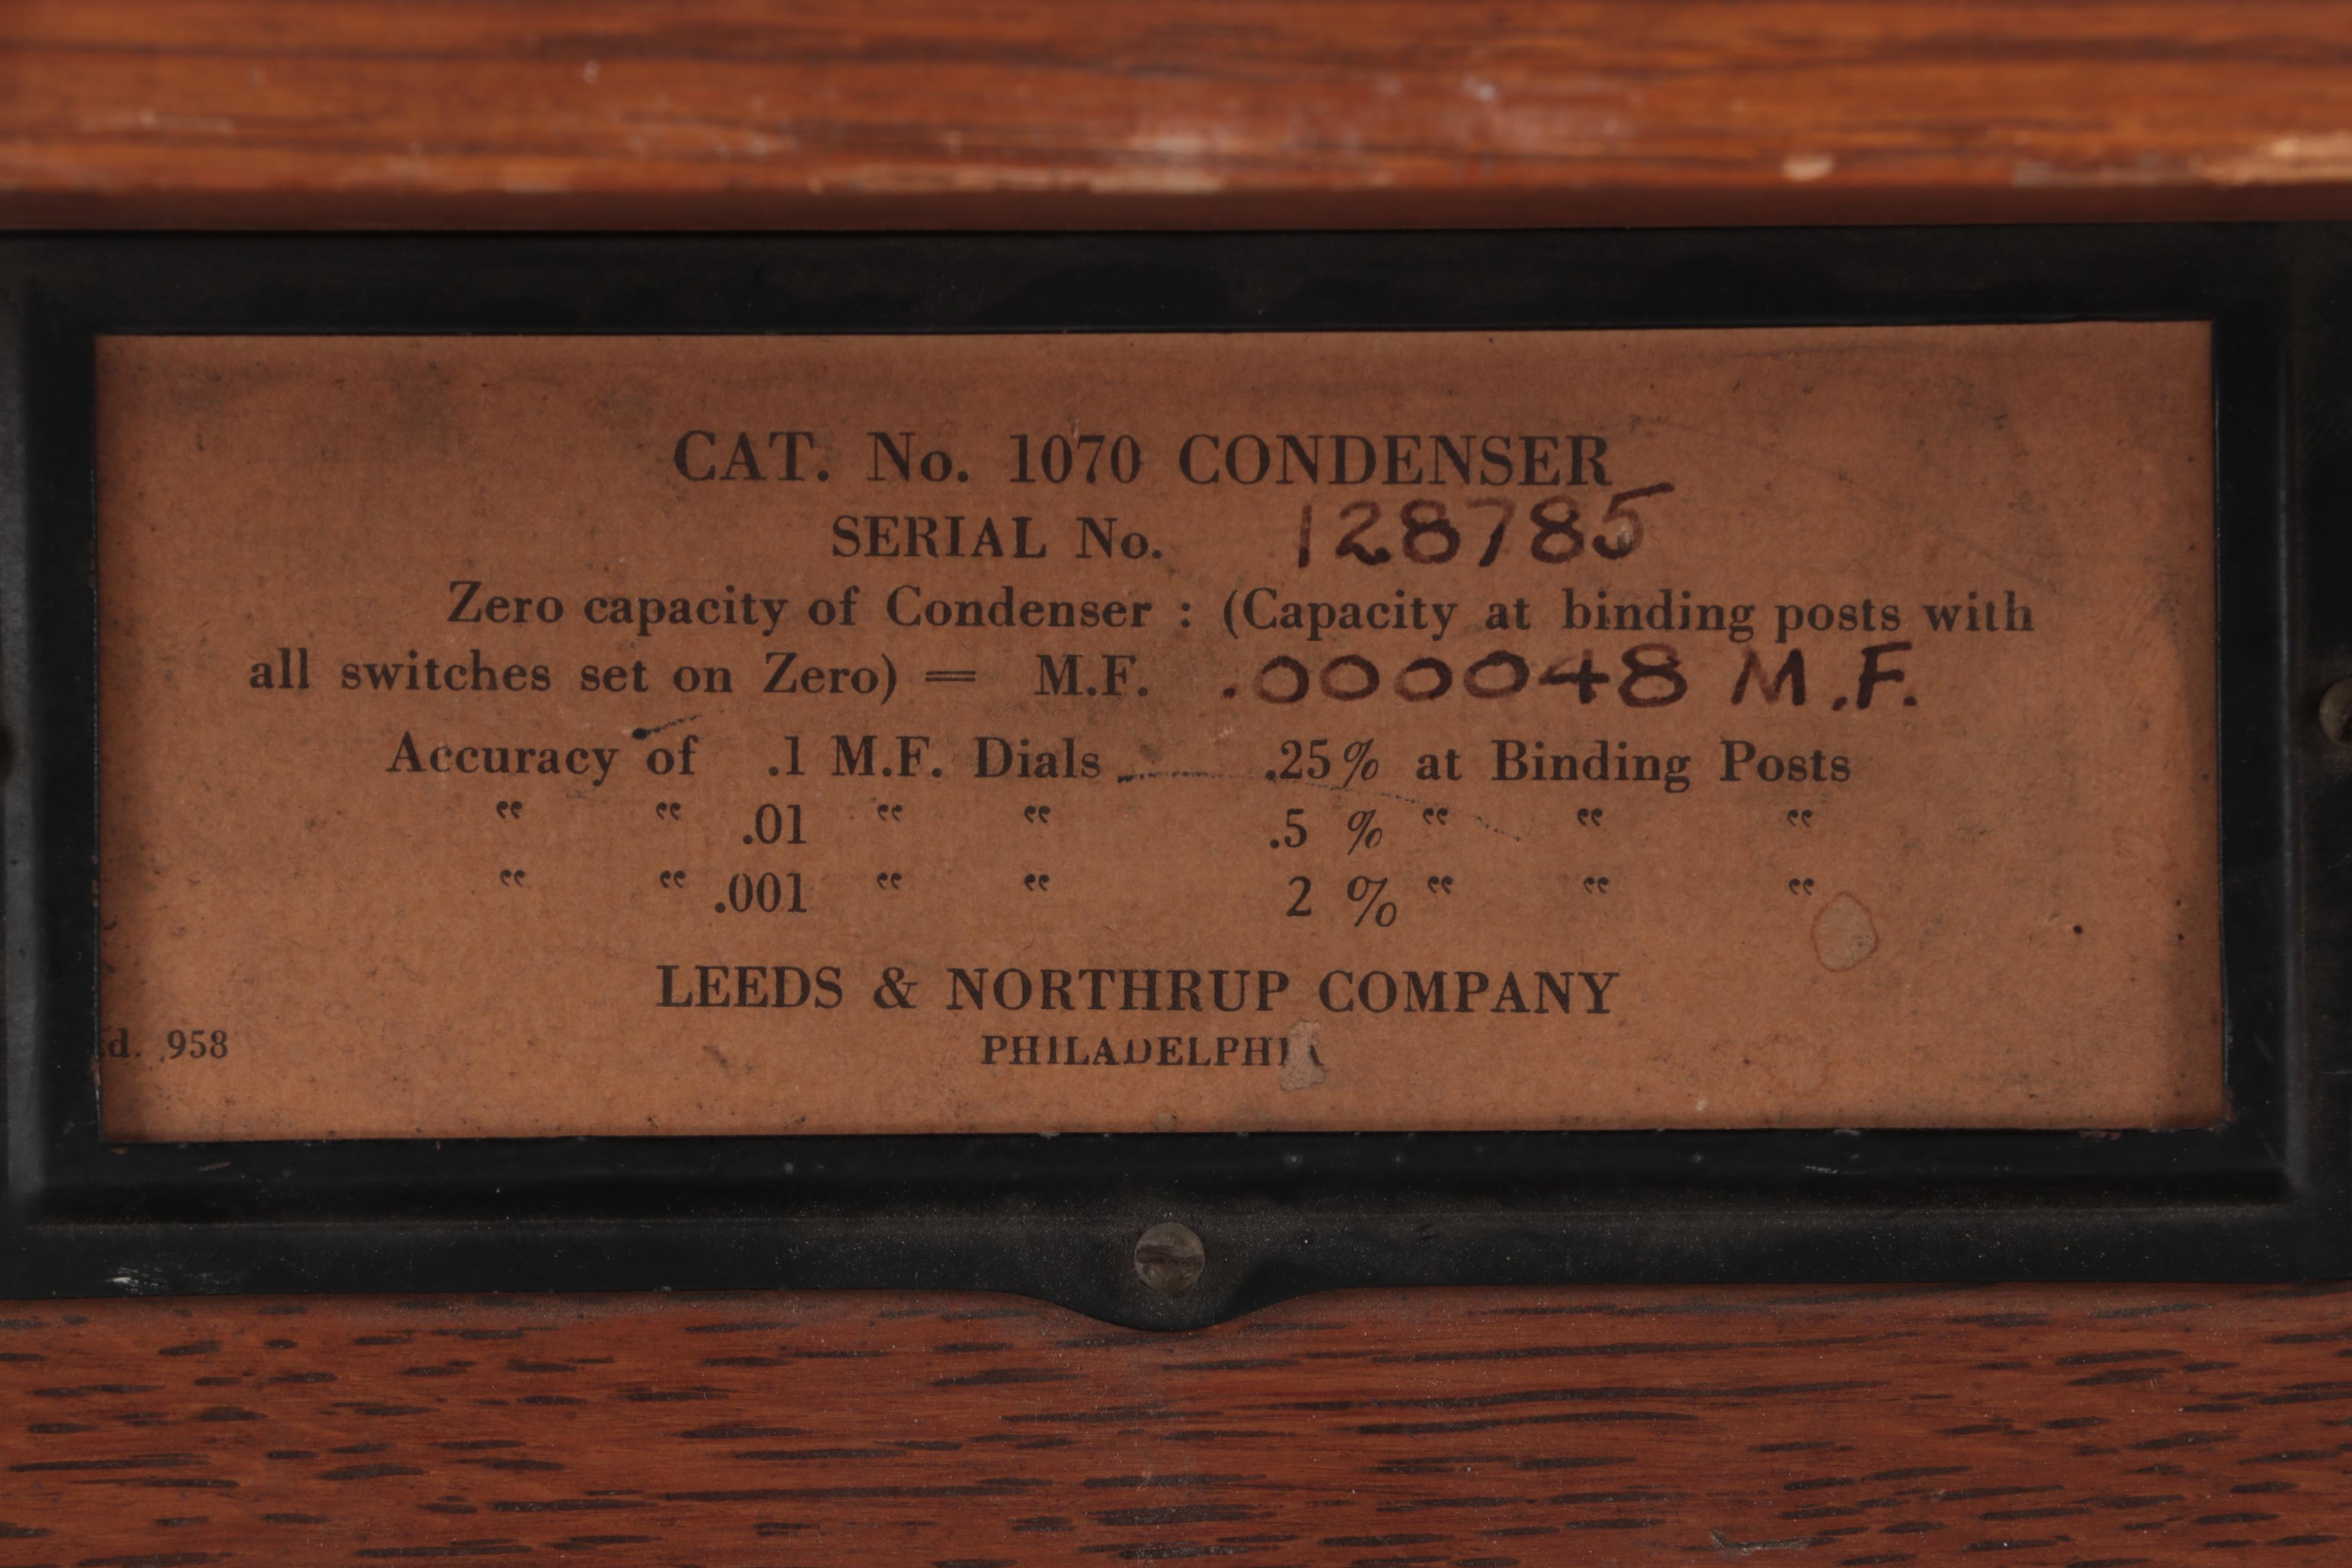 CAT. No. 1070 CONDENSER
SERIAL No. 128785
Zero capacity of Condenser : (Capacity at binding posts with
all switches set on Zero) = M.F. .000048 M.F.
Accuracy of .1 M.F. Dials .25% at Binding Posts
“ “ .01 “ “ .5 % “ “ “
“ “ .001 “ “ 2 % “ “ “
LEEDS & NORTHRUP COMPANY
d. 958
PHILADELPHIA